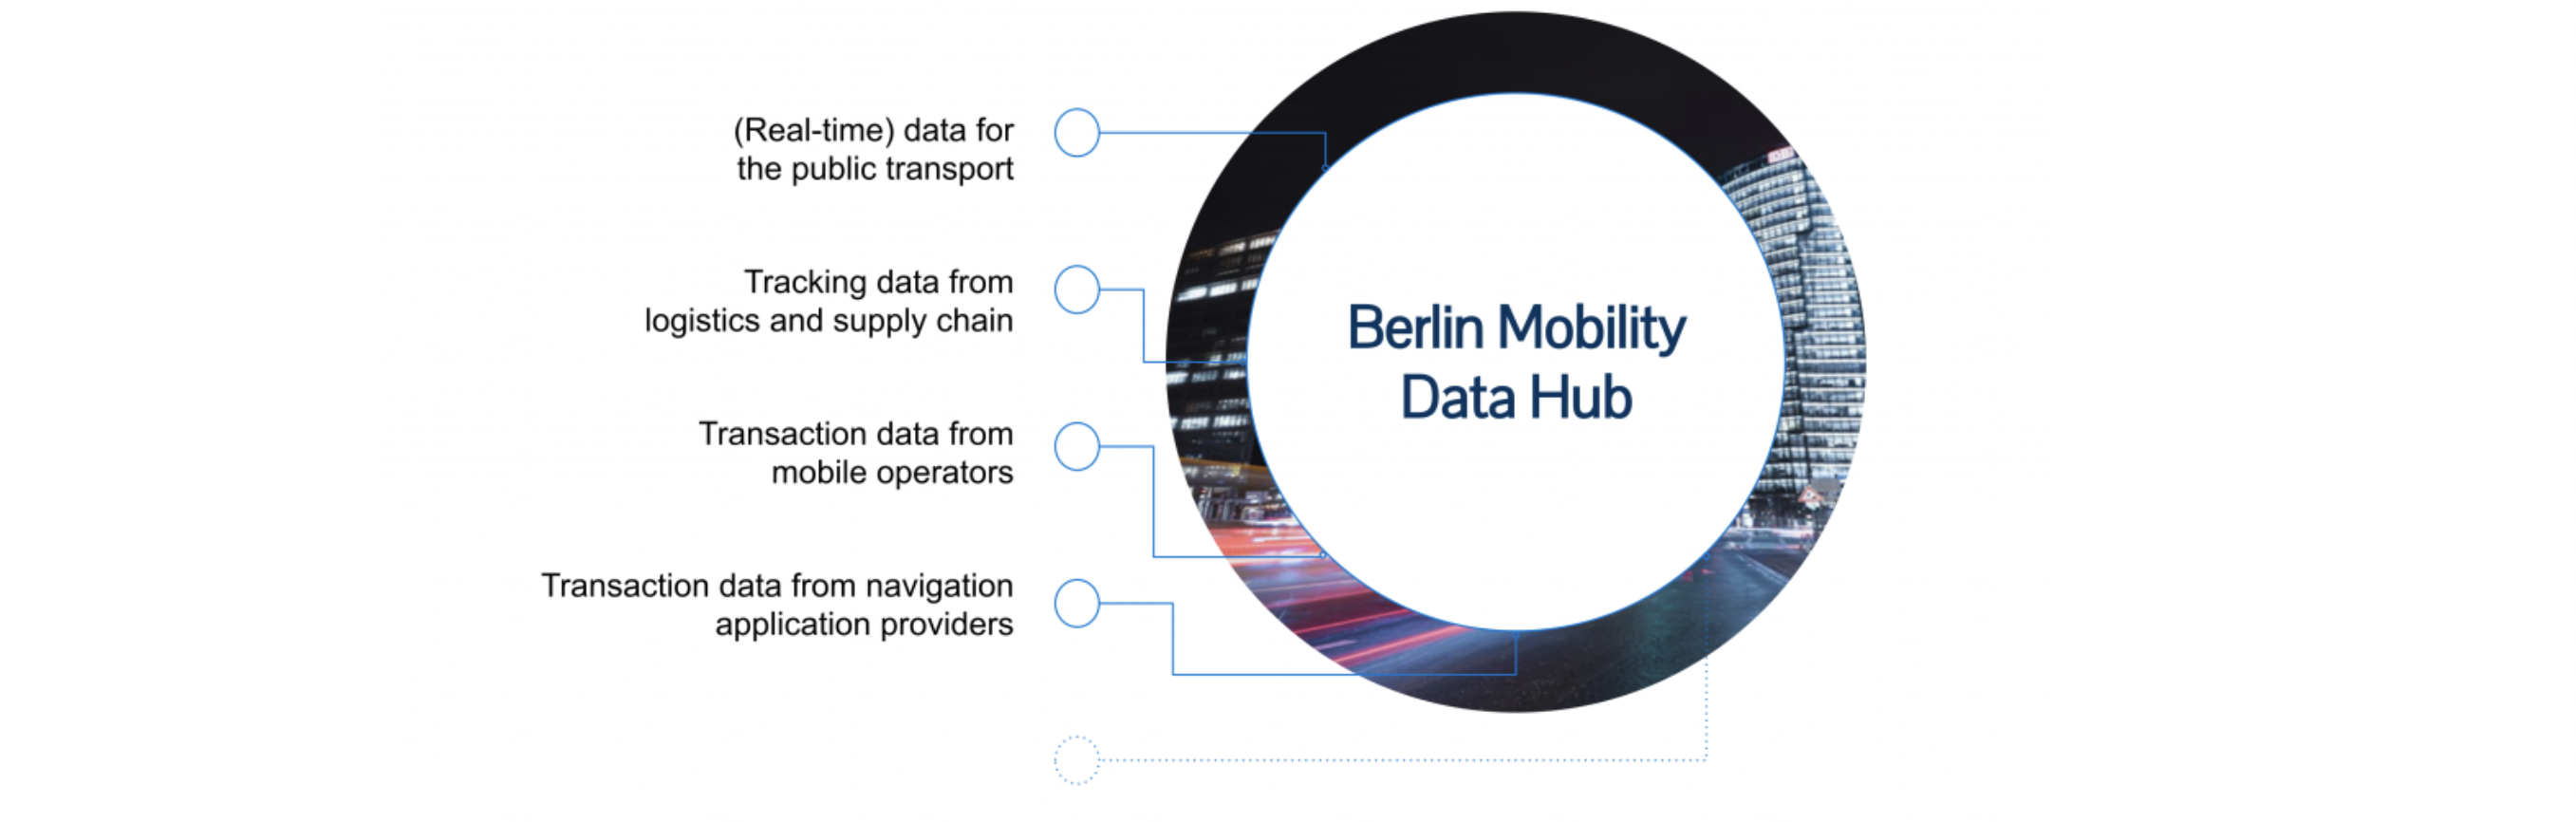 (Real-time) data for
the public transport
Tracking data from
logistics and supply chain
Transaction data from
mobile operators
Transaction data from navigation
application providers
Berlin Mobility
Data Hub